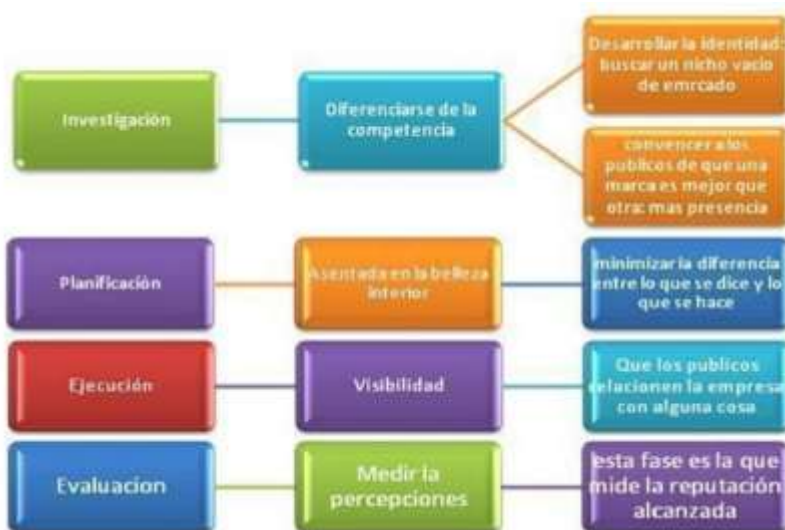 Investigación
Diferenciarse de la
competencia
Desarrollar la identidad:
buscar un nicho vacio
de emrcado
convencer a los
publicos de que una
marca es mejor que
otra: mas presencia
Planificación
Asentada en la belleza
interior
minimizar la diferencia
entre lo que se dice y lo
que se hace
Ejecución
Visibilidad
Que los publicos
relacionen la empresa
con alguna cosa
Evaluacion
Medir la
percepciones
esta fase es la que
mide la reputación
alcanzada